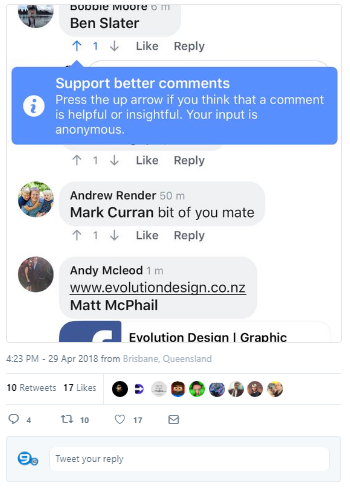 Bobbie Moore 6 m
Ben Slater
1 Like Reply
Support better comments
Press the up arrow if you think that a comment
is helpful or insightful. Your input is
anonymous.
1 Like Reply
Andrew Render 50 m
Mark Curran bit of you mate
1 Like Reply
Andy Mcleod 1 m
www.evolutiondesign.co.nz
Matt McPhail
Evolution Design | Graphic
4:23 PM - 29 Apr 2018 from Brisbane, Queensland
10 Retweets 17 Likes
4 10 17
Tweet your reply